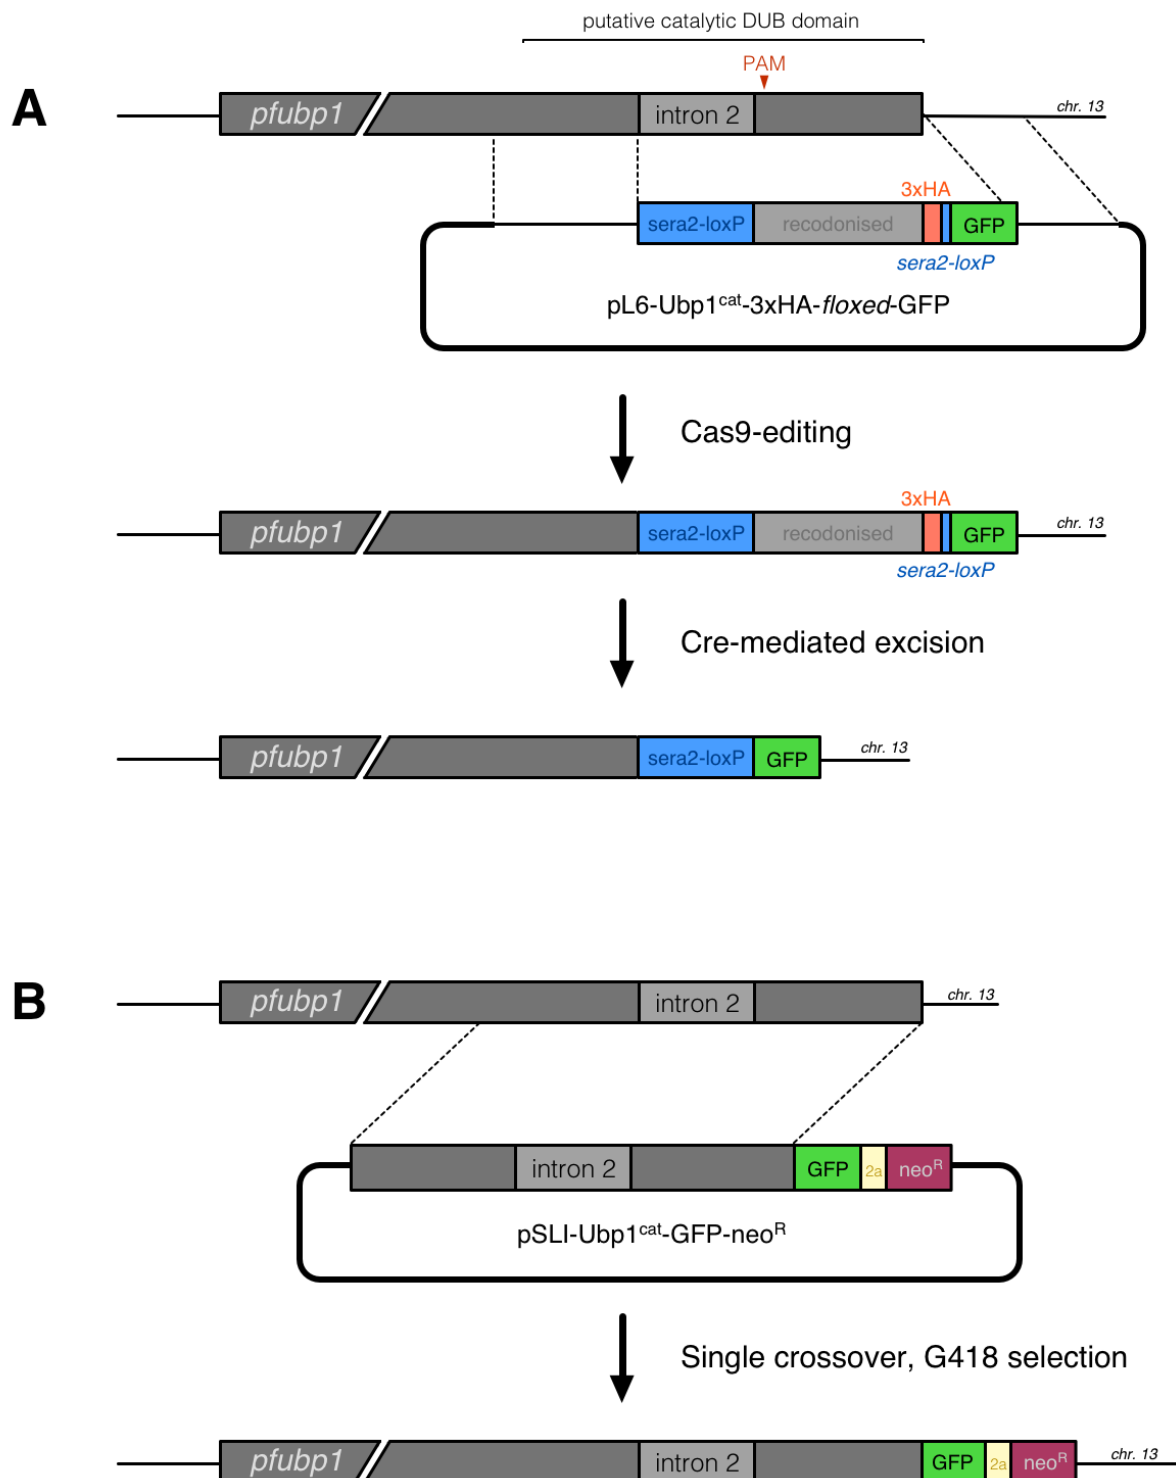 putative catalytic DUB domain
PAM
A
pfubp1
intron 2
chr. 13
3xHA
sera2-loxP
recodonised
GFP
sera2-loxP
pL6-Ubp1cat-3xHA-floxed-GFP
Cas9-editing
3xHA
pfubp1
sera2-loxP
recodonised
GFP
chr. 13
sera2-loxP
Cre-mediated excision
pfubp1
sera2-loxP
GFP
chr. 13
B
pfubp1
intron 2
chr. 13
intron 2
GFP
2a
neoR
pSLI-Ubp1cat-GFP-neoR
Single crossover, G418 selection
pfubp1
intron 2
GFP
2a
neoR
chr. 13